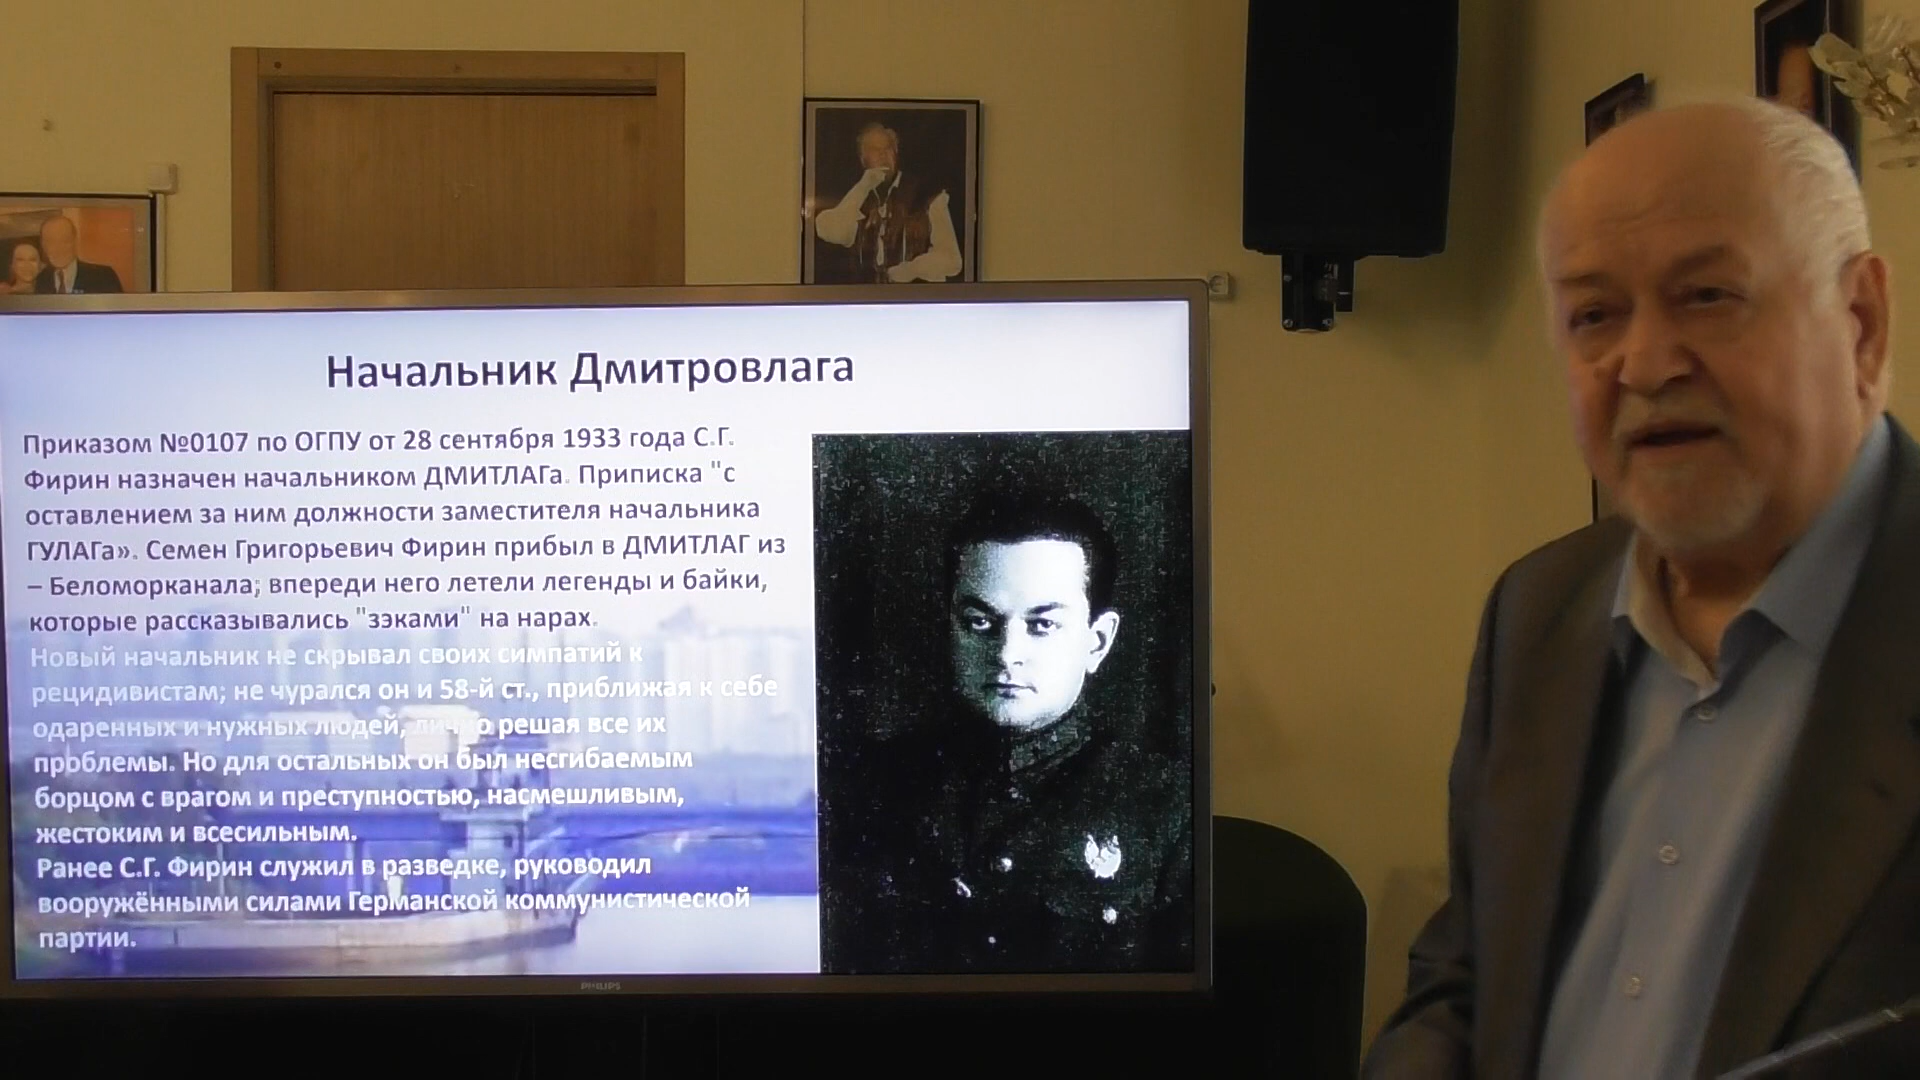 Начальник Дмитровлага
Приказом №0107 по ОГПУ от 28 сентября 1933 года С.Г.
Фирин назначен начальником ДМИТЛАГа. Приписка "с
оставлением за ним должности заместителя начальника
ГУЛАГа». Семен Григорьевич Фирин прибыл в ДМИТЛАГ из
– Беломорканала; впереди него летели легенды и байки,
которые рассказывались "зэками" на нарах.
Новый начальник не скрывал своих симпатий к
рецидивистам; не чурался он и 58-й ст., приближая к себе
одаренных и нужных людей, лично решая все их
проблемы. Но для остальных он был несгибаемым
борцом с врагом и преступностью, насмешливым,
жестоким и всесильным.
Ранее С.Г. Фирин служил в разведке, руководил
вооружёнными силами Германской коммунистической
партии.
PHILIPS